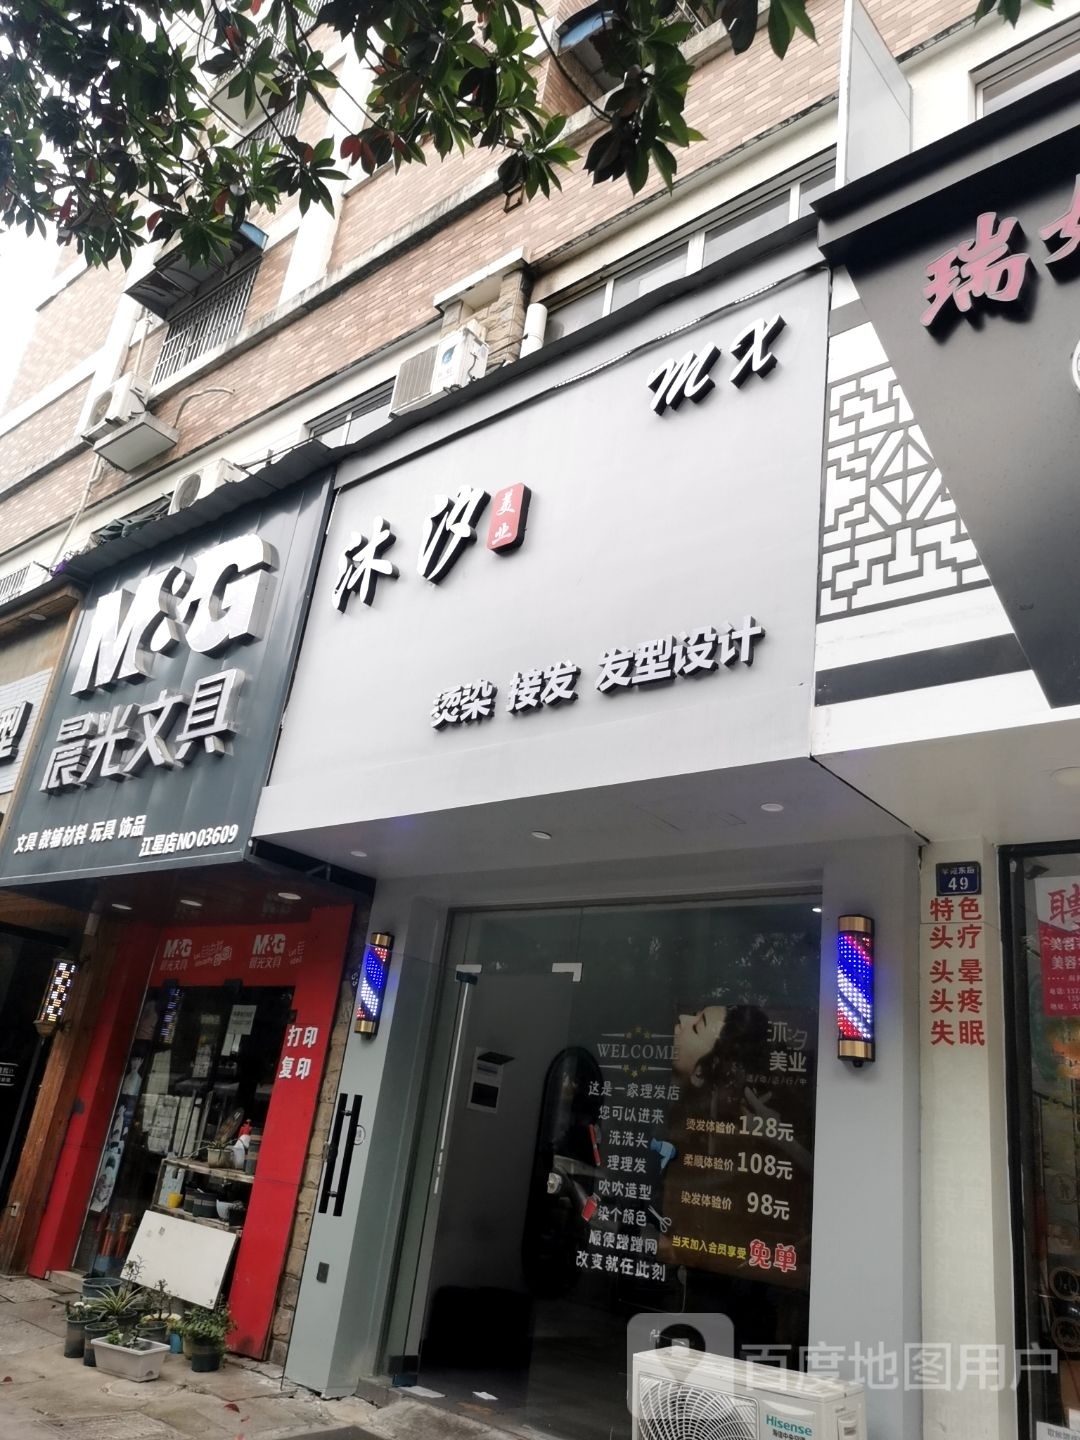 瑞
MX
沐汐
美业
烫染 接发 发型设计
M&G
晨光文具
文具 教辅材料 玩具 饰品
江星店NO03609
型
M&G
晨光文具
M&G
晨光文具
打印
复印
49
特色
头疗
头晕
头疼
失眠
聘
WELCOME
这是一家理发店
您可以进来
洗洗头
理理发
吹吹造型
染个颜色
顺便蹭蹭网
改变就在此刻
沐汐
美业
烫发体验价 128元
柔顺体验价 108元
染发体验价 98元
当天加入会员享受 免单
Hisense
百度地图用户